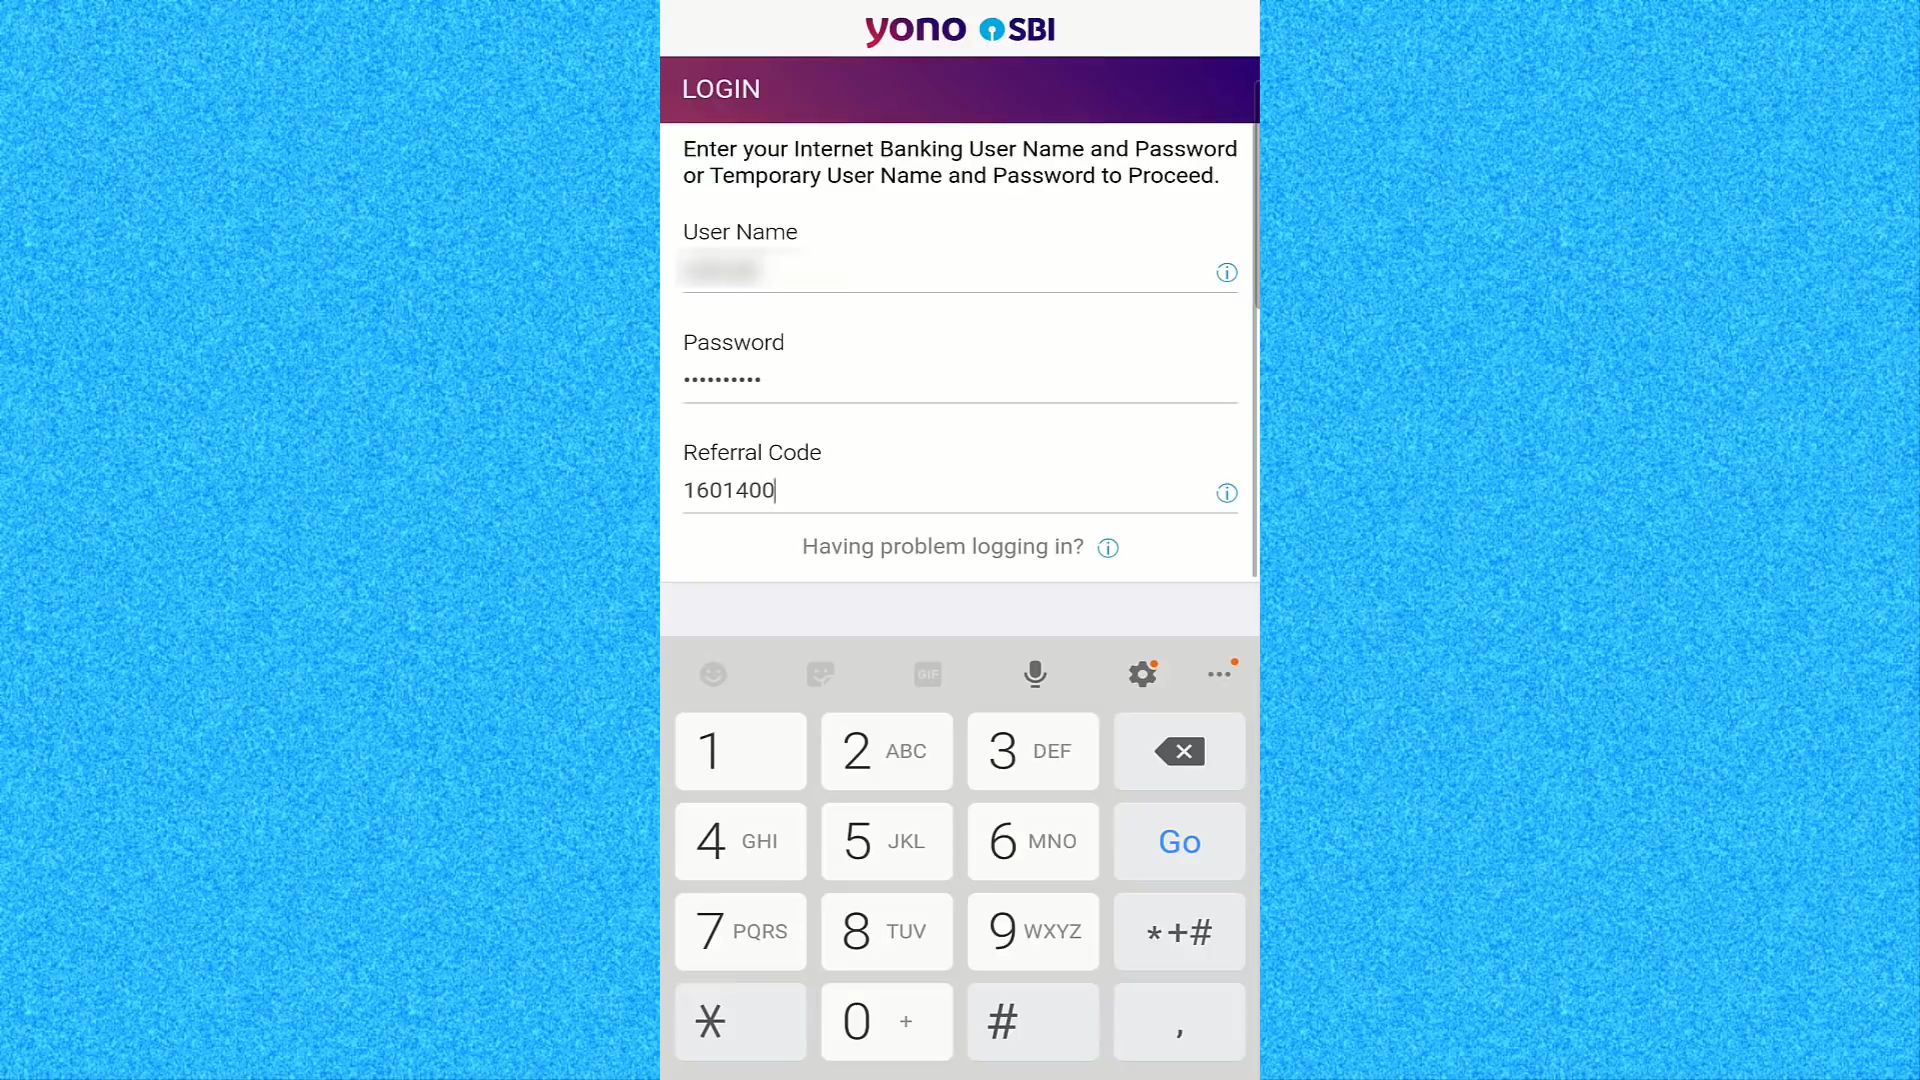 yono SBI
LOGIN
Enter your Internet Banking User Name and Password
or Temporary User Name and Password to Proceed.
User Name
Password
••••••••••
Referral Code
1601400
Having problem logging in?
GIF
1
2 ABC
3 DEF
4 GHI
5 JKL
6 MNO
Go
7 PQRS
8 TUV
9 WXYZ
*+#
*
0 +
#
,